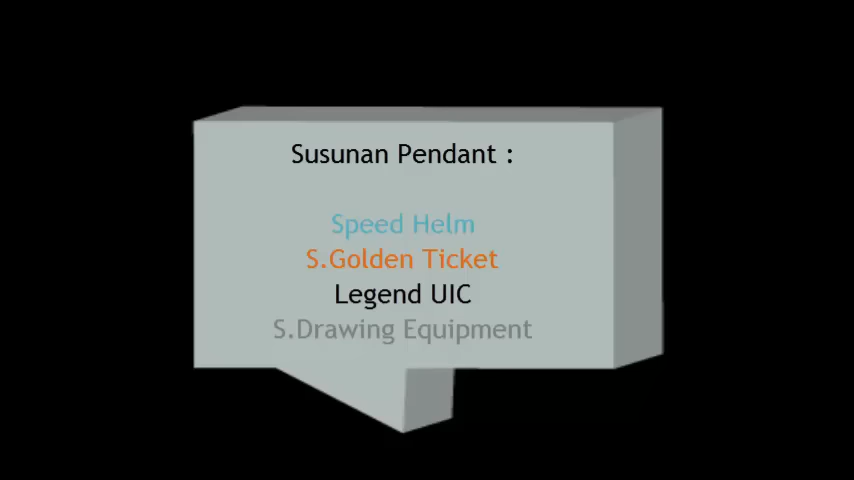 Susunan Pendant :
Speed Helm
S.Golden Ticket
Legend UIC
S.Drawing Equipment